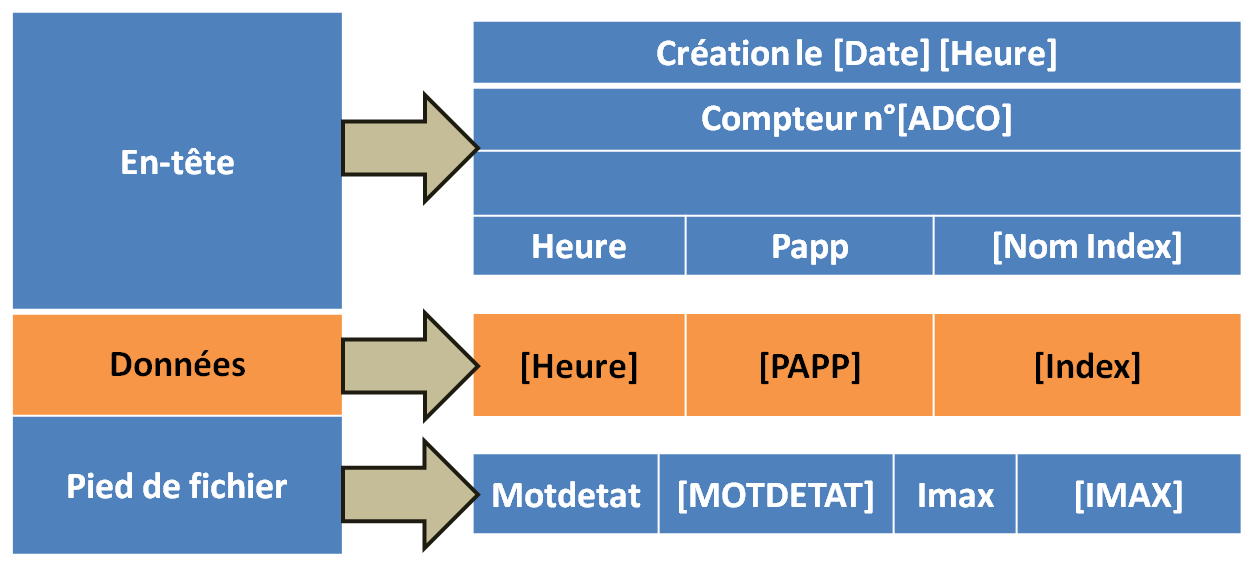 En-tête
Création le [Date] [Heure]
Compteur n°[ADCO]
Heure Papp [Nom Index]
Données
[Heure] [PAPP] [Index]
Pied de fichier
Motdetat [MOTDETAT] Imax [IMAX]